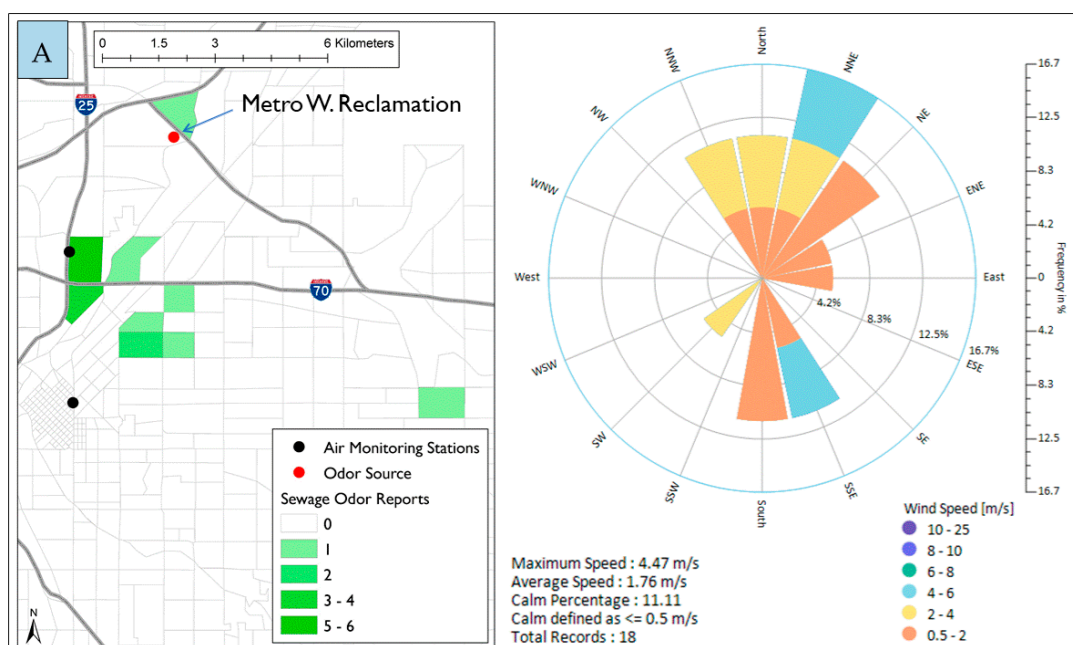 A
0 1.5 3 6 Kilometers
25
Metro W. Reclamation
70
N
Air Monitoring Stations
Odor Source
Sewage Odor Reports
0
1
2
3 - 4
5 - 6
North
NNE
NE
ENE
East
ESE
SE
SSE
South
SSW
SW
WSW
West
WNW
NW
NNW
4.2%
8.3%
12.5%
16.7%
16.7
12.5
8.3
4.2
0
4.2
8.3
12.5
16.7
Frequency in %
Maximum Speed : 4.47 m/s
Average Speed : 1.76 m/s
Calm Percentage : 11.11
Calm defined as <= 0.5 m/s
Total Records : 18
Wind Speed [m/s]
10 - 25
8 - 10
6 - 8
4 - 6
2 - 4
0.5 - 2